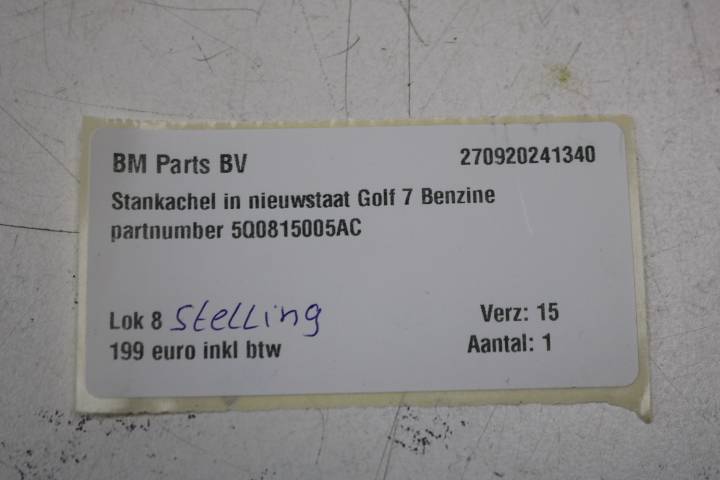 BM Parts BV 270920241340
Stankachel in nieuwstaat Golf 7 Benzine
partnumber 5Q0815005AC
Lok 8 Stelling Verz: 15
199 euro inkl btw Aantal: 1